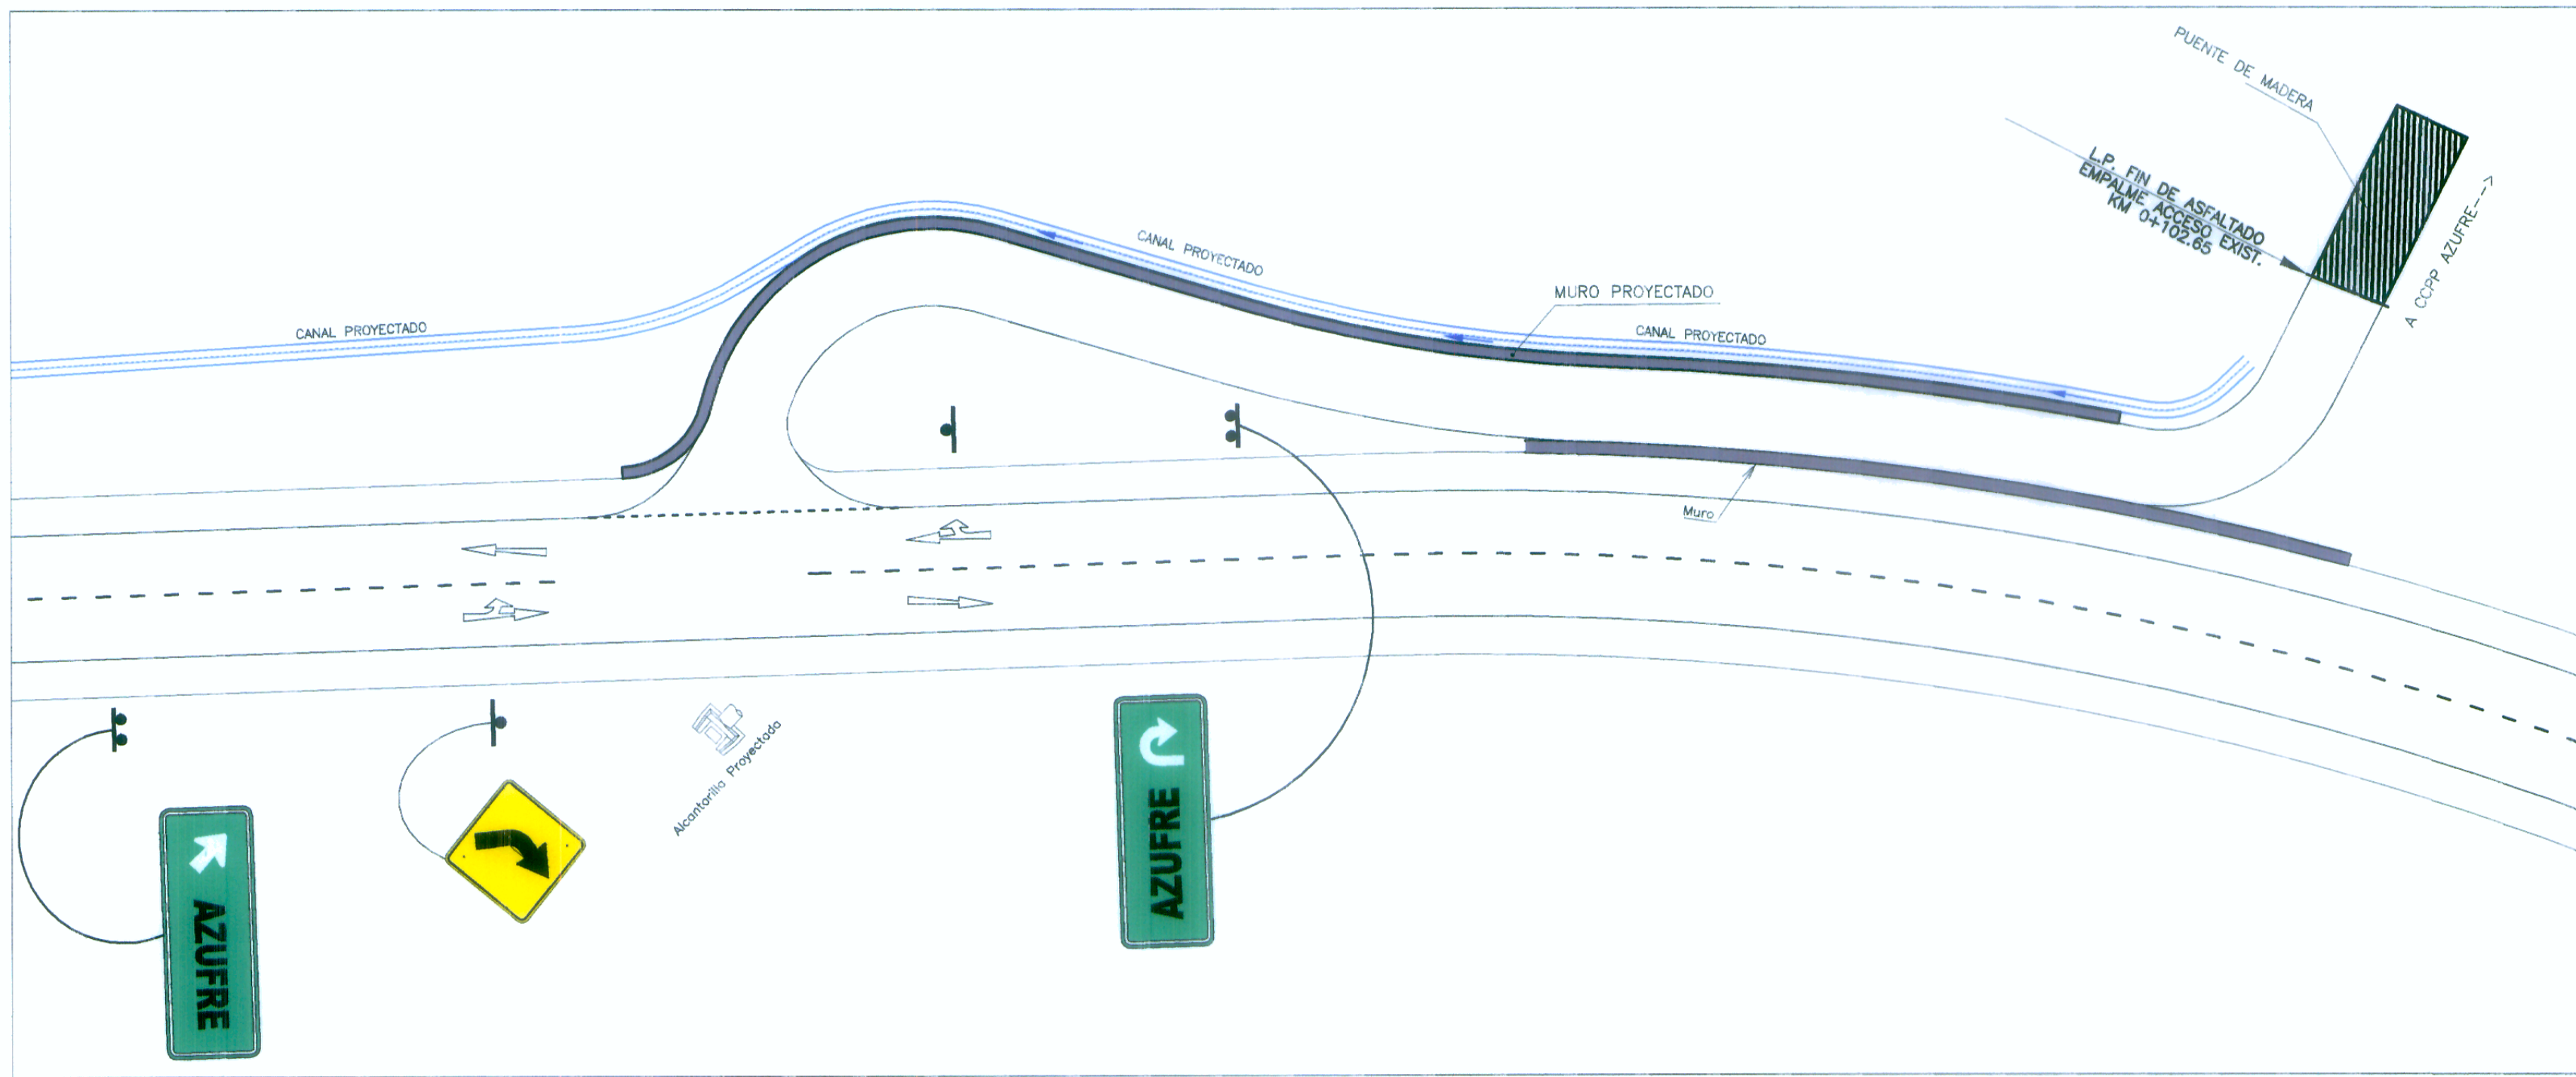 PUENTE DE MADERA
L.P. FIN DE ASFALTADO
EMPALME ACCESO EXIST.
KM 0+102.65
A CCPP AZUFRE--->
CANAL PROYECTADO
MURO PROYECTADO
CANAL PROYECTADO
CANAL PROYECTADO
Muro
Alcantarilla Proyectada
AZUFRE
AZUFRE